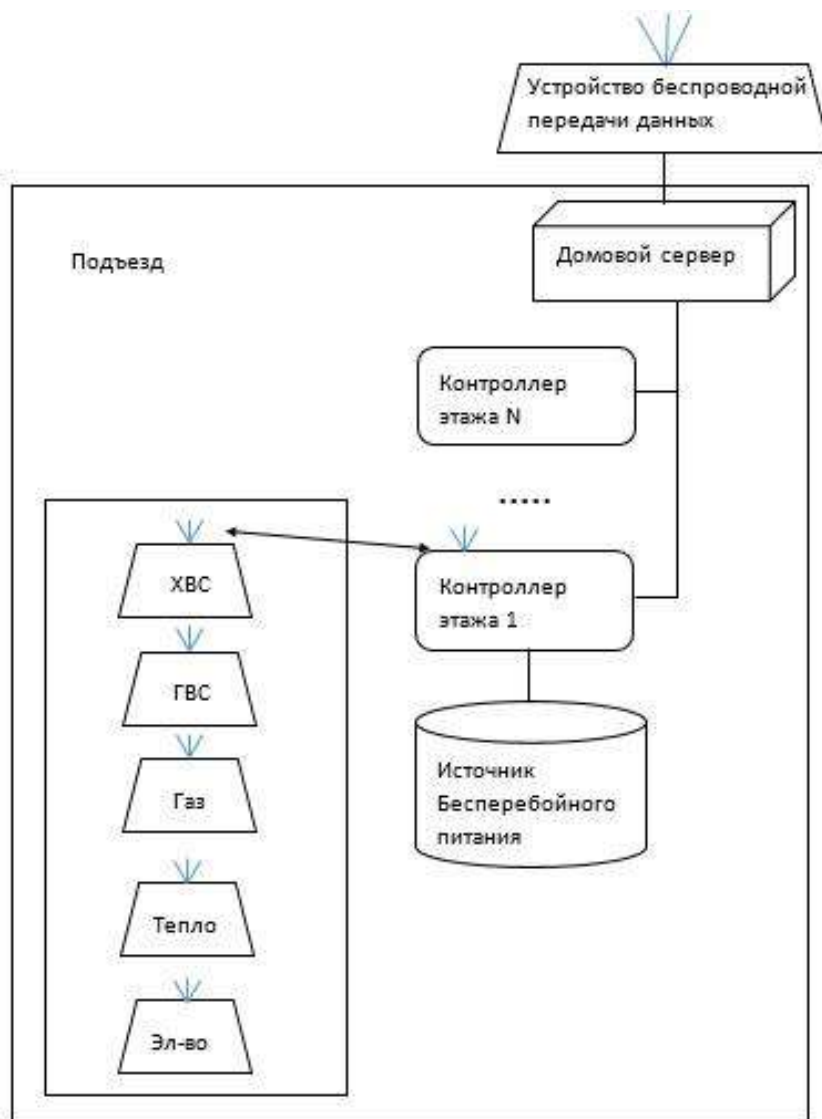 Устройство беспроводной
передачи данных
Домовой сервер
Подъезд
Контроллер
этажа N
.....
Контроллер
этажа 1
Источник
Бесперебойного
питания
ХВС
ГВС
Газ
Тепло
Эл-во